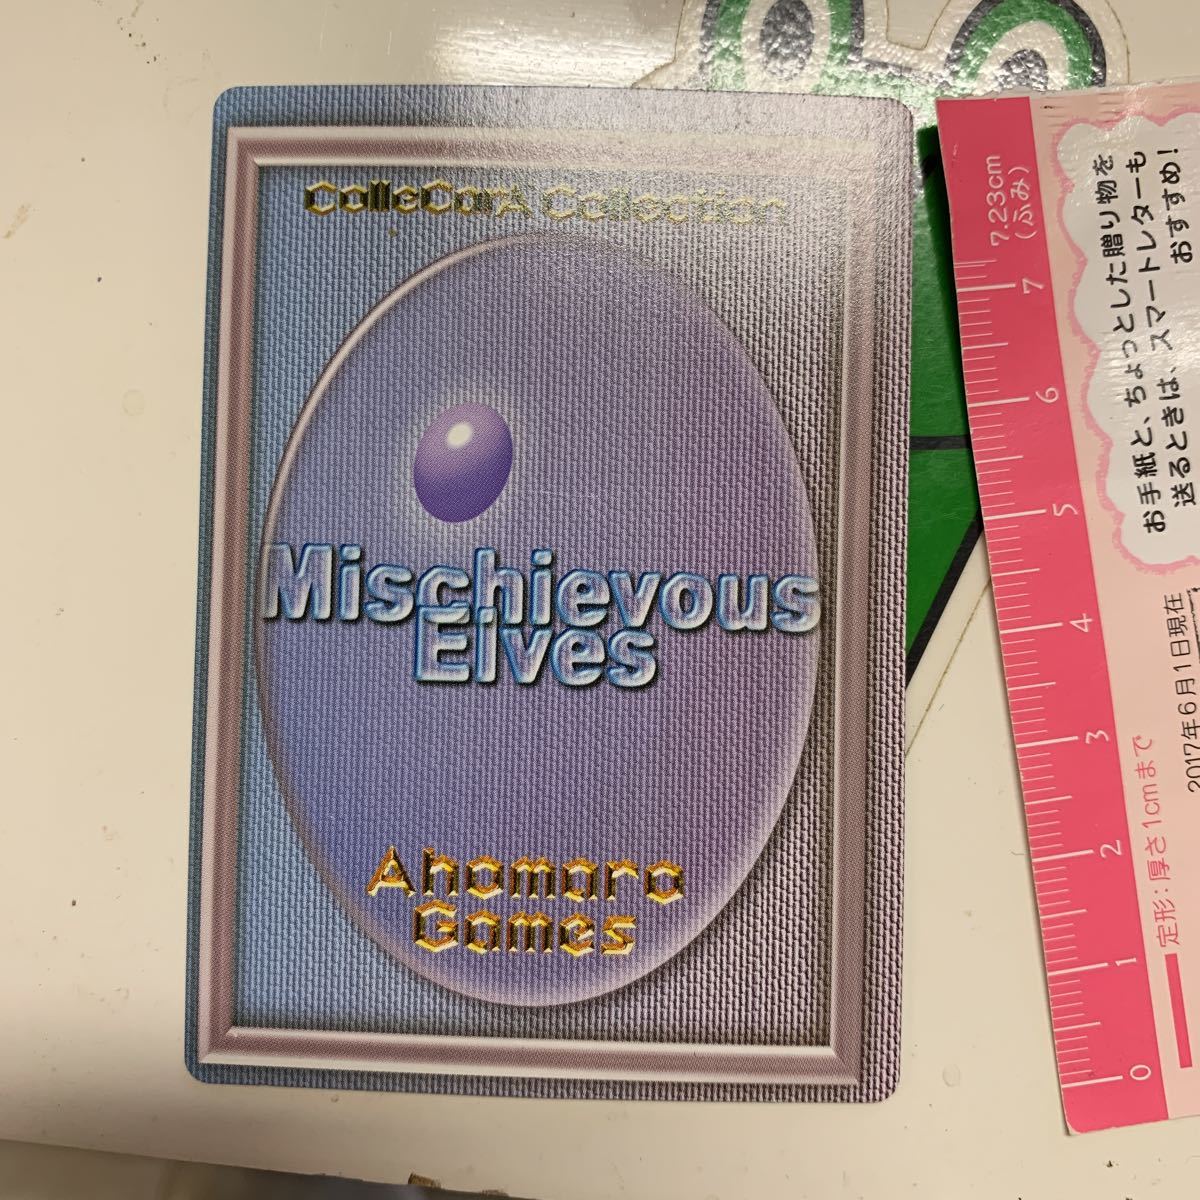 ColleCarA Collection
Mischievous
Elves
Ahomaro
Games
7.23cm
(ふみ)
7
6
5
4
3
2
1
0
お手紙と、ちょっとした贈り物を
送るときは、スマートレターも
おすすめ!
2017年6月1日現在
定形:厚さ1cmまで